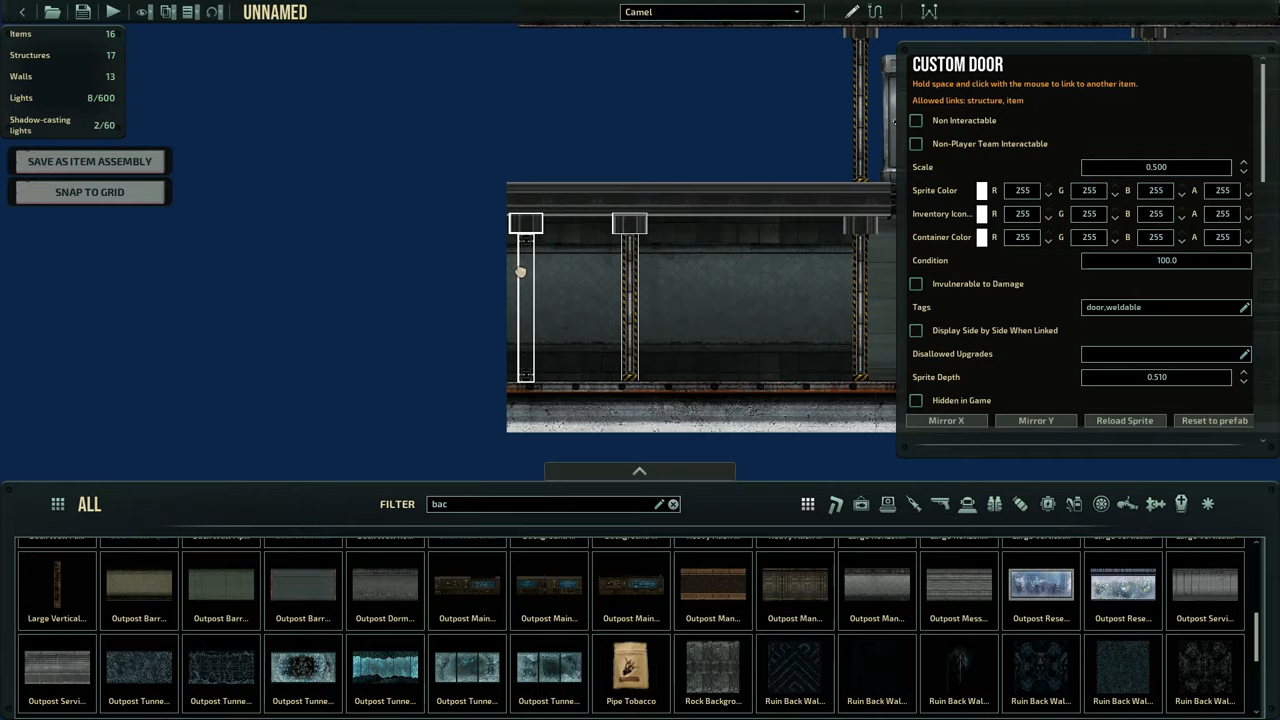 UNNAMED
Camel
Items 16
Structures 17
Walls 13
Lights 8/600
Shadow-casting lights 2/60
SAVE AS ITEM ASSEMBLY
SNAP TO GRID
CUSTOM DOOR
Hold space and click with the mouse to link to another item.
Allowed links: structure, item
Non Interactable
Non-Player Team Interactable
Scale 0.500
Sprite Color R 255 G 255 B 255 A 255
Inventory Icon... R 255 G 255 B 255 A 255
Container Color R 255 G 255 B 255 A 255
Condition 100.0
Invulnerable to Damage
Tags door,weldable
Display Side by Side When Linked
Disallowed Upgrades
Sprite Depth 0.510
Hidden in Game
Mirror X Mirror Y Reload Sprite Reset to prefab
ALL FILTER bac
Large Vertical... Outpost Barr... Outpost Barr... Outpost Barr... Outpost Dorm... Outpost Main... Outpost Main... Outpost Main... Outpost Man... Outpost Man... Outpost Man... Outpost Mess... Outpost Rese... Outpost Rese... Outpost Servi...
Outpost Servi... Outpost Tunne... Outpost Tunne... Outpost Tunne... Outpost Tunne... Outpost Tunne... Outpost Tunne... Pipe Tobacco Rock Backgro... Ruin Back Wal... Ruin Back Wal... Ruin Back Wal... Ruin Back Wal... Ruin Back Wal... Ruin Back Wal...